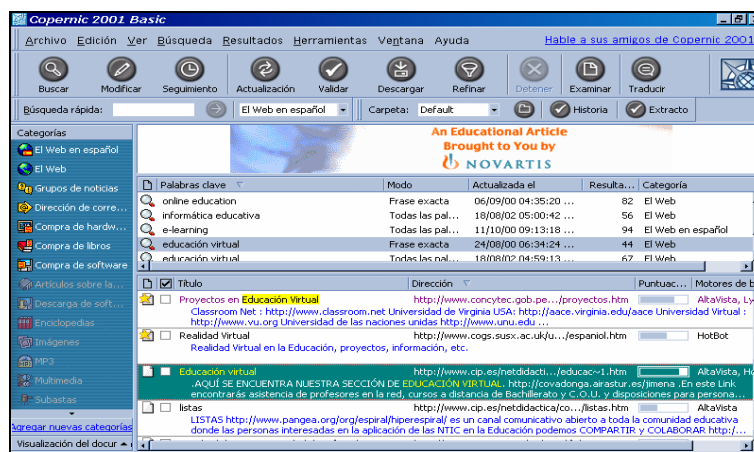 Copernic 2001 Basic
Archivo Edición Ver Búsqueda Resultados Herramientas Ventana Ayuda Hable a sus amigos de Copernic 2001
Buscar Modificar Seguimiento Actualización Validar Descargar Refinar Detener Examinar Traducir
Búsqueda rápida: El Web en español Carpeta: Default Historia Extracto
Categorías
El Web en español
El Web
Grupos de noticias
Dirección de corre...
Compra de hardw...
Compra de libros
Compra de software
Artículos sobre la...
Descarga de soft...
Enciclopedias
Imágenes
MP3
Multimedia
Subastas
Agregar nuevas categorías
Visualización del docur
An Educational Article
Brought to You by
NOVARTIS
Palabras clave Modo Actualizada el Resulta... Categoría
online education Frase exacta 06/09/00 04:35:20 ... 82 El Web
informática educativa Todas las pal... 18/08/02 05:00:42 ... 56 El Web
e-learning Todas las pal... 11/10/00 09:13:18 ... 94 El Web en español
educación virtual Frase exacta 24/08/00 06:34:24 ... 44 El Web
educación virtual Todas las pal... 18/08/02 04:59:13 ... 67 El Web
Título Dirección Puntuac... Motores de b
Proyectos en Educación Virtual http://www.concytec.gob.pe.../proyectos.htm AltaVista, Ly
Classroom Net : http://www.classroom.net Universidad de Virginia USA: http://aace.virginia.edu/aace Universidad Virtual :
http://www.vu.org Universidad de las naciones unidas http://www.unu.edu ...
Realidad Virtual http://www.cogs.susx.ac.uk/u.../espaniol.htm HotBot
Realidad Virtual en la Educación, proyectos, información, etc.
Educación virtual http://www.cip.es/netdidacti.../educac~1.htm AltaVista, Ho
.AQUÍ SE ENCUENTRA NUESTRA SECCIÓN DE EDUCACIÓN VIRTUAL. http://covadonga.airastur.es/jimena .En este Link
encontrarás asistencia de profesores en la red, cursos a distancia de Bachillerato y C.O.U. y disposiciones para persona...
listas http://www.cip.es/netdidactica/co.../listas.htm AltaVista
LISTAS http://www.pangea.org/org/espiral/hiperespiral/ es un canal comunicativo abierto a toda la comunidad educativa
donde las personas interesadas en la aplicación de las NTIC en la Educación podemos COMPARTIR y COLABORAR http:/...